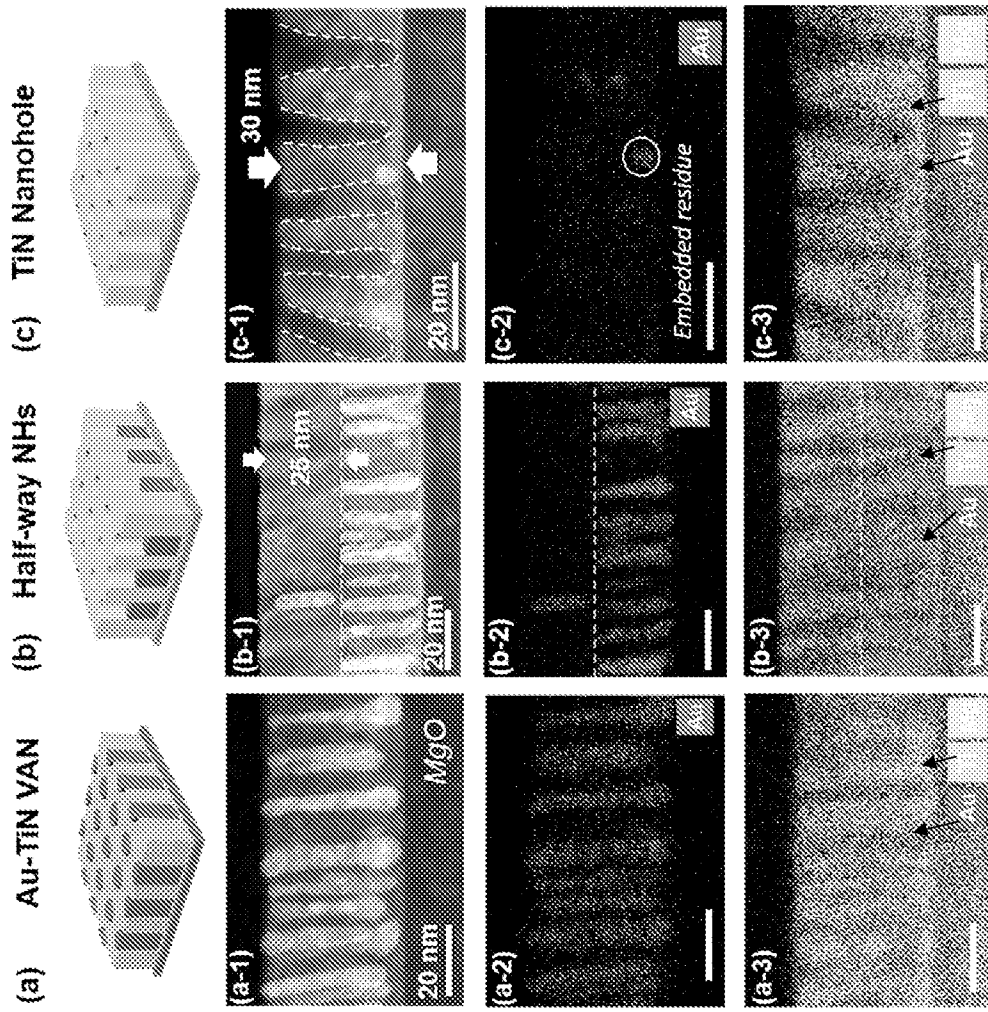 (a) Au-TiN VAN
(b) Half-way NHs
(c) TiN Nanohole
(a-1)
20 nm
MgO
(b-1)
25 nm
20 nm
(c-1)
30 nm
20 nm
(a-2)
Au
(b-2)
Au
(c-2)
Embedded residue
Au
(a-3)
Au
(b-3)
Au
(c-3)
Au